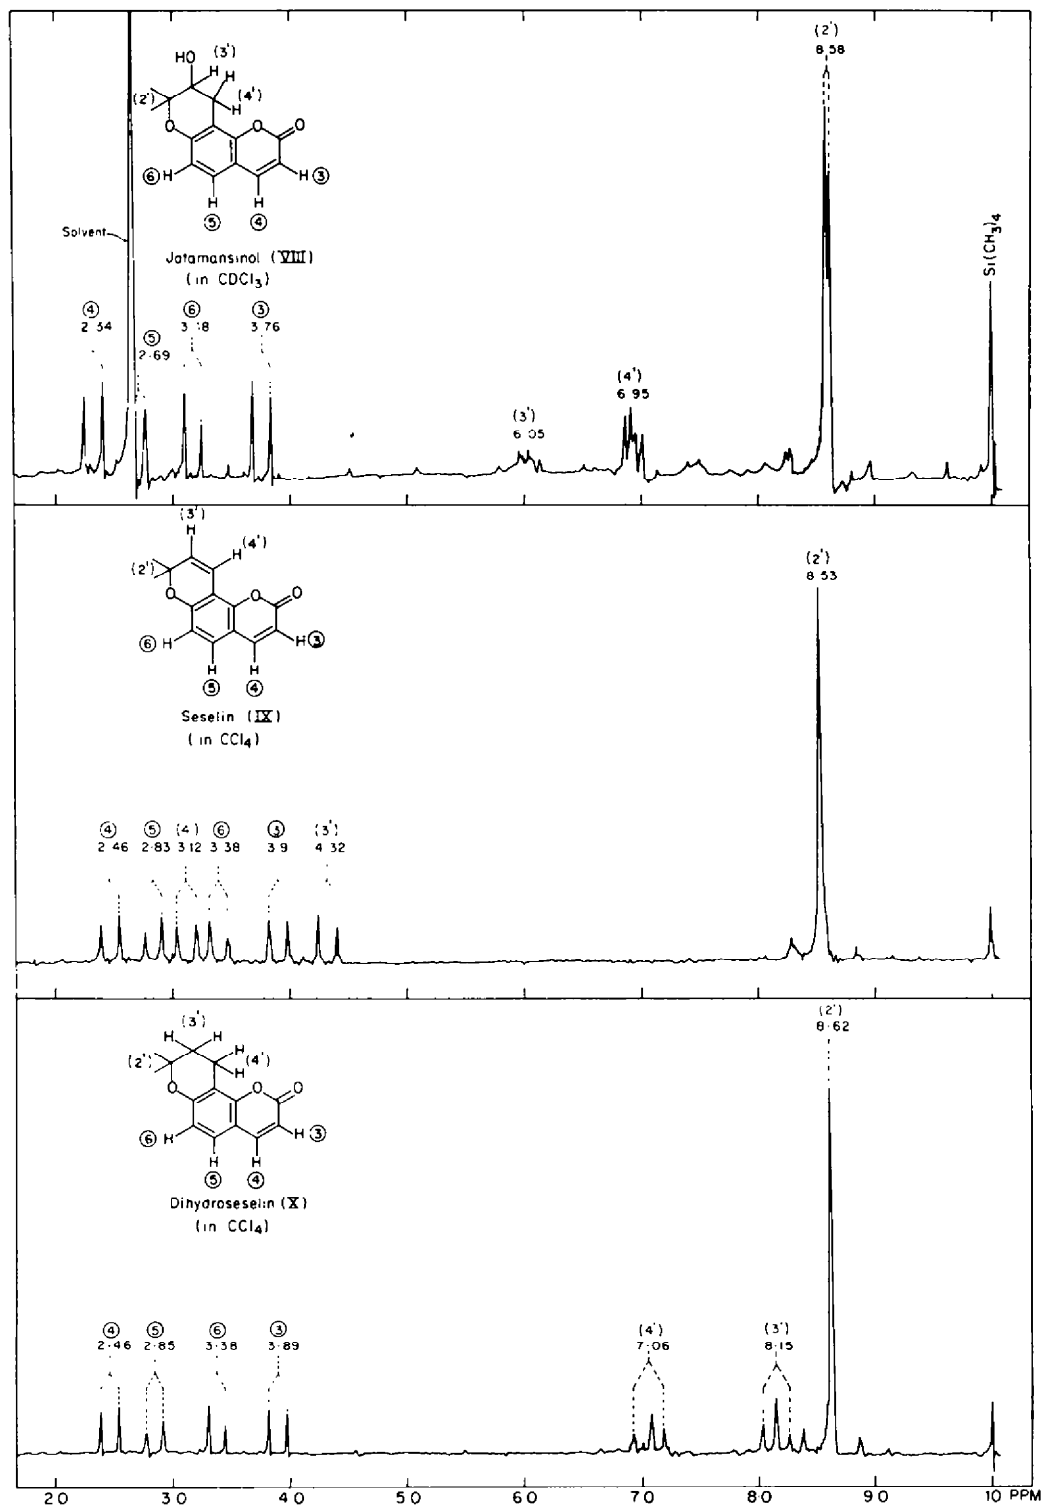 (2')
8.58
HO (3')
H H
(2') (4')
H
O O O
⑥ H H ③
H H
⑤ ④
Solvent
Jatamansinol (VIII)
(in CDCl3)
Si(CH3)4
④ ⑥ ③
2.34 3.18 3.76
⑤
2.69
(4')
6.95
(3')
6.05
(3')
H
H (4')
(2')
O O O
⑥ H H ③
H H
⑤ ④
Seselin (IX)
(in CCl4)
(2')
8.53
④ ⑤ (4) ⑥ ③ (3')
2.46 2.83 3.12 3.38 3.9 4.32
(3')
H H
H
(2') (4')
H
O O O
⑥ H H ③
H H
⑤ ④
Dihydroseselin (X)
(in CCl4)
(2')
8.62
④ ⑤ ⑥ ③ (4') (3')
2.46 2.85 3.38 3.89 7.06 8.15
2.0 3.0 4.0 5.0 6.0 7.0 8.0 9.0 10 PPM